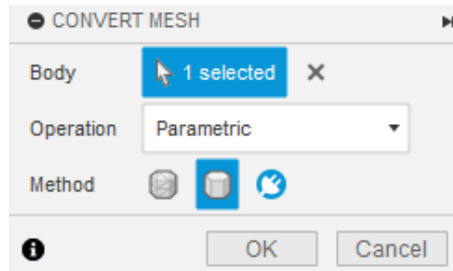 CONVERT MESH
Body 1 selected
Operation Parametric
Method
OK Cancel